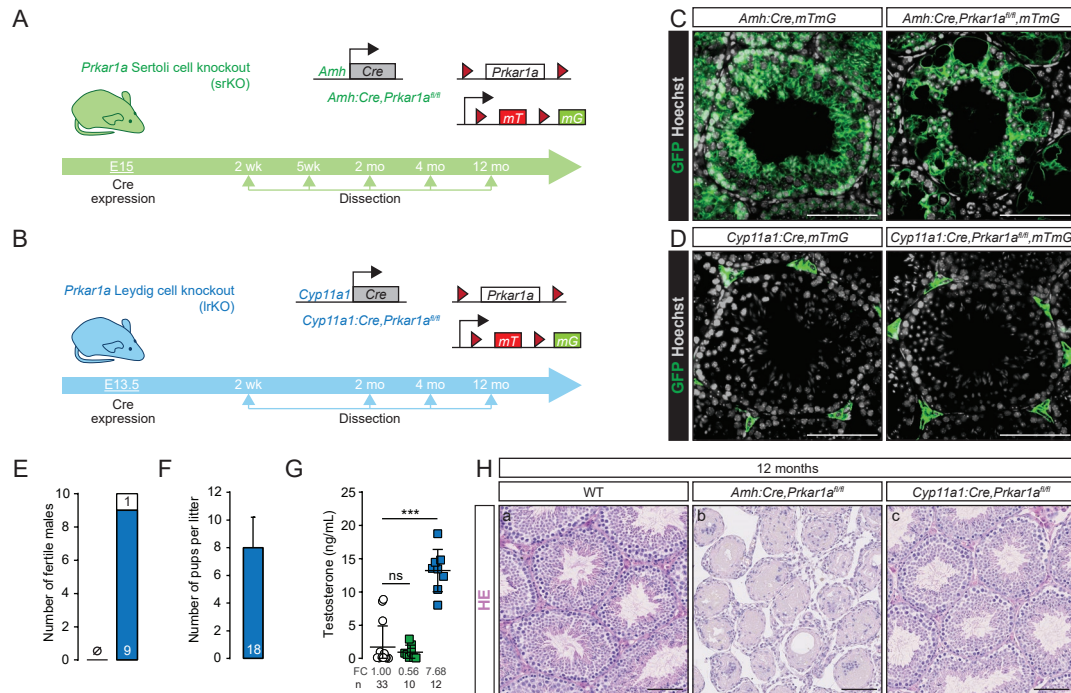 A
Prkar1a Sertoli cell knockout
(srKO)
Amh
Cre
Prkar1a
Amh:Cre,Prkar1a^fl/fl
mT
mG
E15
2 wk
5wk
2 mo
4 mo
12 mo
Cre
expression
Dissection
B
Prkar1a Leydig cell knockout
(lrKO)
Cyp11a1
Cre
Prkar1a
Cyp11a1:Cre,Prkar1a^fl/fl
mT
mG
E13.5
2 wk
2 mo
4 mo
12 mo
Cre
expression
Dissection
C
Amh:Cre,mTmG
Amh:Cre,Prkar1a^fl/fl,mTmG
GFP Hoechst
D
Cyp11a1:Cre,mTmG
Cyp11a1:Cre,Prkar1a^fl/fl,mTmG
GFP Hoechst
E
Number of fertile males
10
8
6
4
2
0
Ø
1
9
F
Number of pups per litter
12
10
8
6
4
2
0
18
G
Testosterone (ng/mL)
25
20
15
10
5
0
***
ns
FC 1.00 0.56 7.68
n 33 10 12
H
12 months
WT
Amh:Cre,Prkar1a^fl/fl
Cyp11a1:Cre,Prkar1a^fl/fl
HE
a
b
c